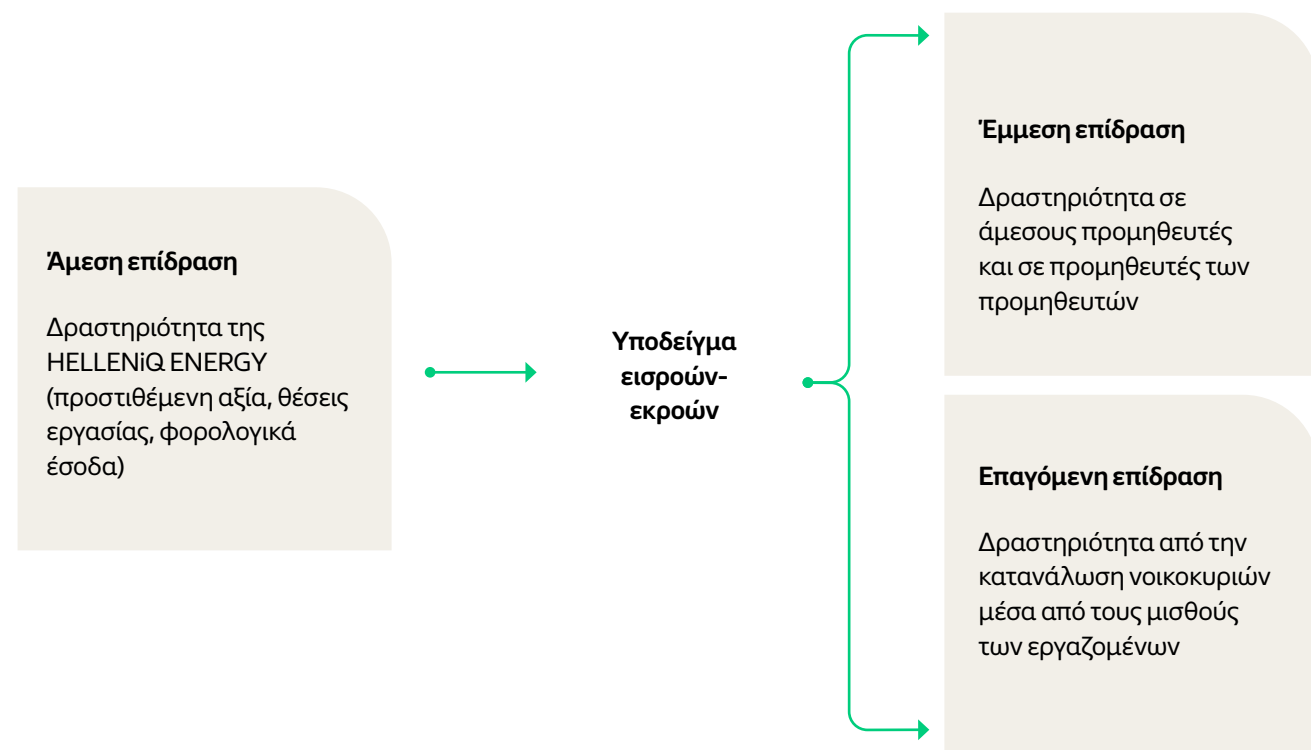 Άμεση επίδραση
Δραστηριότητα της
HELLENiQ ENERGY
(προστιθέμενη αξία, θέσεις
εργασίας, φορολογικά
έσοδα)
Υποδείγμα
εισροών-
εκροών
Έμμεση επίδραση
Δραστηριότητα σε
άμεσους προμηθευτές
και σε προμηθευτές των
προμηθευτών
Επαγόμενη επίδραση
Δραστηριότητα από την
κατανάλωση νοικοκυριών
μέσα από τους μισθούς
των εργαζομένων